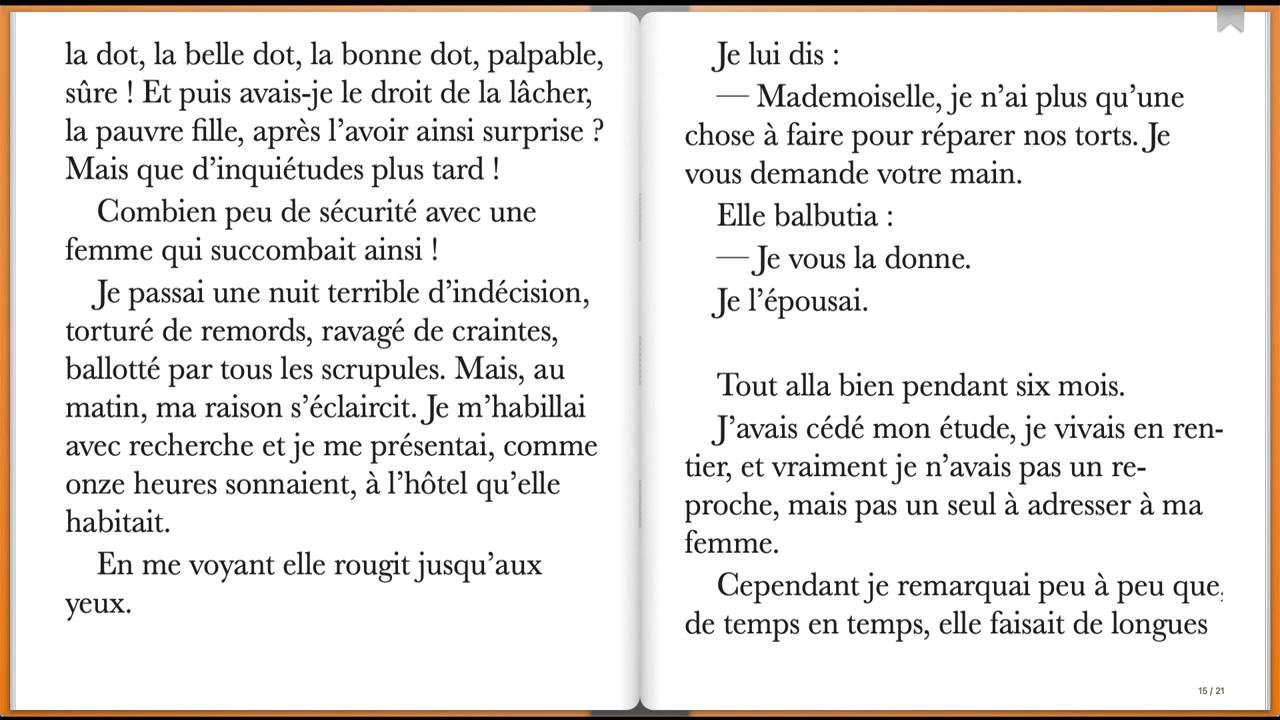 la dot, la belle dot, la bonne dot, palpable,
sûre ! Et puis avais-je le droit de la lâcher,
la pauvre fille, après l’avoir ainsi surprise ?
Mais que d’inquiétudes plus tard !
Combien peu de sécurité avec une
femme qui succombait ainsi !
Je passai une nuit terrible d’indécision,
torturé de remords, ravagé de craintes,
ballotté par tous les scrupules. Mais, au
matin, ma raison s’éclaircit. Je m’habillai
avec recherche et je me présentai, comme
onze heures sonnaient, à l’hôtel qu’elle
habitait.
En me voyant elle rougit jusqu’aux
yeux.
Je lui dis :
— Mademoiselle, je n’ai plus qu’une
chose à faire pour réparer nos torts. Je
vous demande votre main.
Elle balbutia :
— Je vous la donne.
Je l’épousai.
Tout alla bien pendant six mois.
J’avais cédé mon étude, je vivais en ren-
tier, et vraiment je n’avais pas un re-
proche, mais pas un seul à adresser à ma
femme.
Cependant je remarquai peu à peu que,
de temps en temps, elle faisait de longues
15 / 21